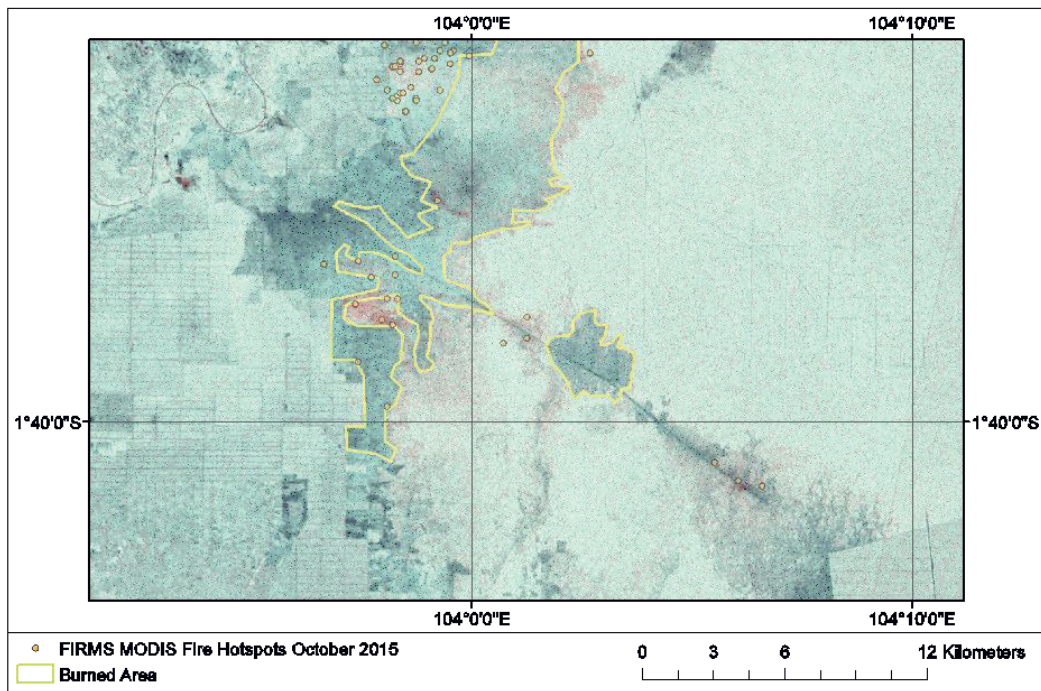 104°0'0"E 104°10'0"E
1°40'0"S 1°40'0"S
104°0'0"E 104°10'0"E
FIRMS MODIS Fire Hotspots October 2015
Burned Area
0 3 6 12 Kilometers